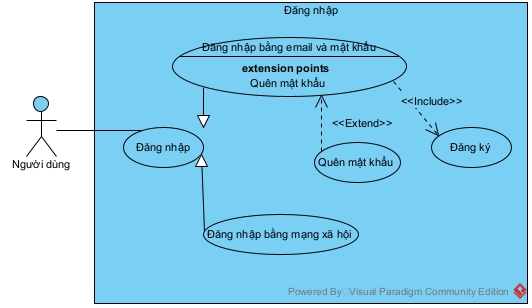 Đăng nhập
Đăng nhập bằng email và mật khẩu
extension points
Quên mật khẩu
<<Include>>
<<Extend>>
Người dùng
Đăng nhập
Quên mật khẩu
Đăng ký
Đăng nhập bằng mạng xã hội
Powered By Visual Paradigm Community Edition